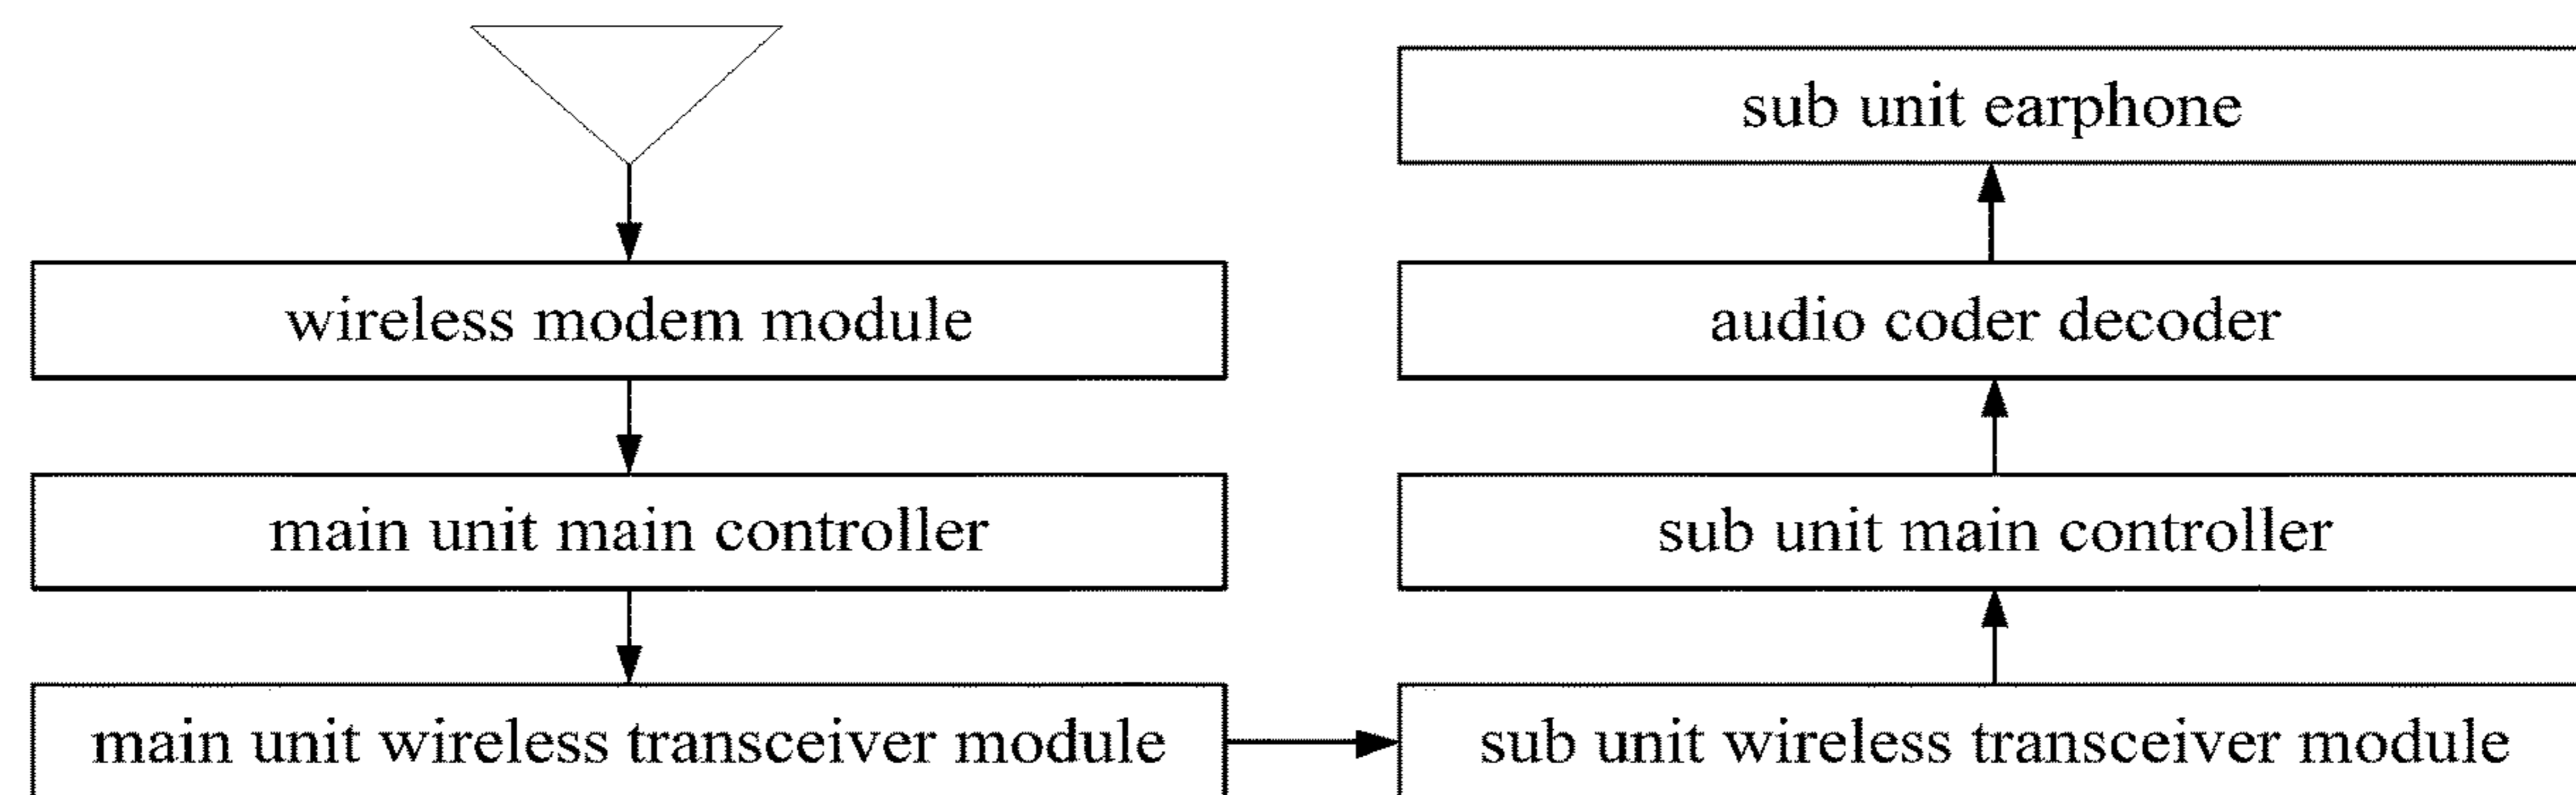 sub unit earphone
wireless modem module
audio coder decoder
main unit main controller
sub unit main controller
main unit wireless transceiver module
sub unit wireless transceiver module